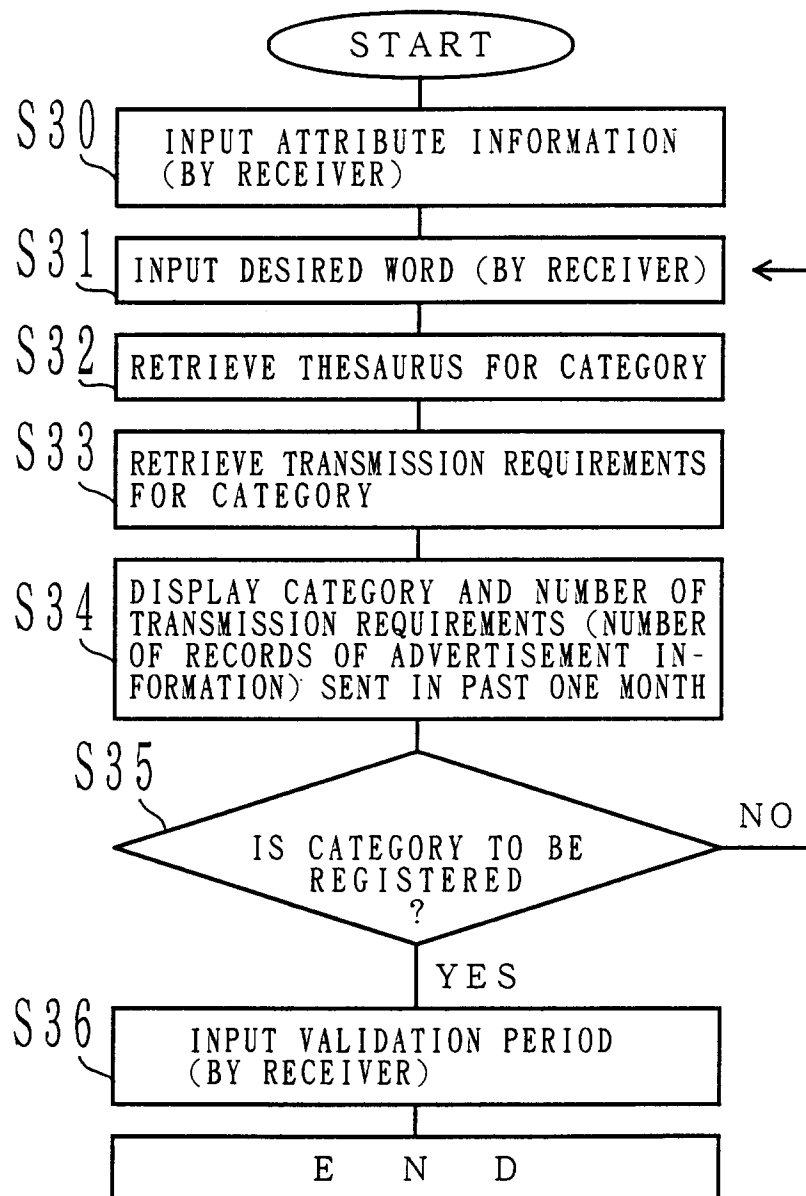 START
S30
INPUT ATTRIBUTE INFORMATION
(BY RECEIVER)
S31
INPUT DESIRED WORD (BY RECEIVER)
S32
RETRIEVE THESAURUS FOR CATEGORY
S33
RETRIEVE TRANSMISSION REQUIREMENTS
FOR CATEGORY
S34
DISPLAY CATEGORY AND NUMBER OF
TRANSMISSION REQUIREMENTS (NUMBER
OF RECORDS OF ADVERTISEMENT IN-
FORMATION) SENT IN PAST ONE MONTH
S35
IS CATEGORY TO BE
REGISTERED
?
NO
YES
S36
INPUT VALIDATION PERIOD
(BY RECEIVER)
E N D